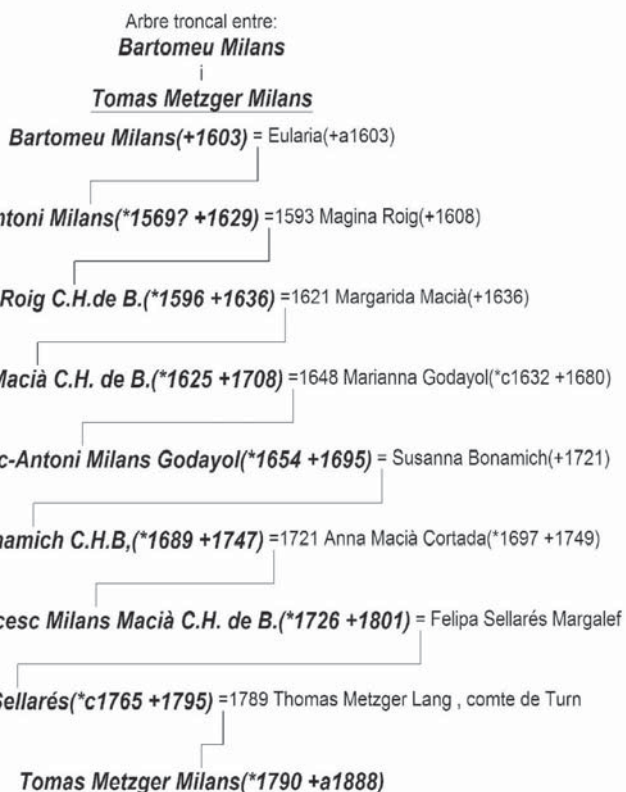 Arbre troncal entre:
Bartomeu Milans
i
Tomas Metzger Milans
Bartomeu Milans(+1603) = Eularia(+a1603)
ntoni Milans(*1569? +1629) =1593 Magina Roig(+1608)
Roig C.H.de B.(*1596 +1636) =1621 Margarida Macià(+1636)
Macià C.H. de B.(*1625 +1708) =1648 Marianna Godayol(*c1632 +1680)
c-Antoni Milans Godayol(*1654 +1695) = Susanna Bonamich(+1721)
namich C.H.B,(*1689 +1747) =1721 Anna Macià Cortada(*1697 +1749)
cesc Milans Macià C.H. de B.(*1726 +1801) = Felipa Sellarés Margalef
Sellarés(*c1765 +1795) =1789 Thomas Metzger Lang , comte de Turn
Tomas Metzger Milans(*1790 +a1888)